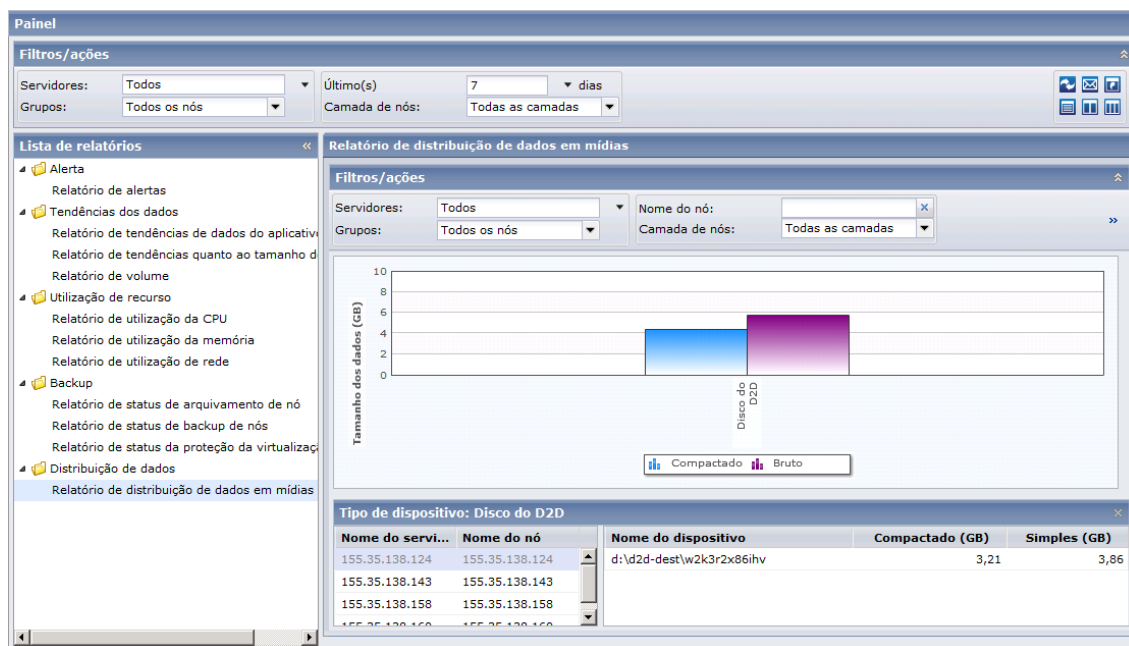 Painel
Filtros/ações
Servidores: Todos Último(s) 7 dias
Grupos: Todos os nós Camada de nós: Todas as camadas
Lista de relatórios «
Alerta
Relatório de alertas
Tendências dos dados
Relatório de tendências de dados do aplicativ
Relatório de tendências quanto ao tamanho d
Relatório de volume
Utilização de recurso
Relatório de utilização da CPU
Relatório de utilização da memória
Relatório de utilização de rede
Backup
Relatório de status de arquivamento de nó
Relatório de status de backup de nós
Relatório de status da proteção da virtualizaç
Distribuição de dados
Relatório de distribuição de dados em mídias
Relatório de distribuição de dados em mídias
Filtros/ações
Servidores: Todos Nome do nó:
Grupos: Todos os nós Camada de nós: Todas as camadas »
Tamanho dos dados (GB)
10
8
6
4
2
0
Disco do
D2D
Compactado Bruto
Tipo de dispositivo: Disco do D2D
Nome do servi... Nome do nó Nome do dispositivo Compactado (GB) Simples (GB)
155.35.138.124 155.35.138.124 d:\d2d-dest\w2k3r2x86ihv 3,21 3,86
155.35.138.143 155.35.138.143
155.35.138.158 155.35.138.158